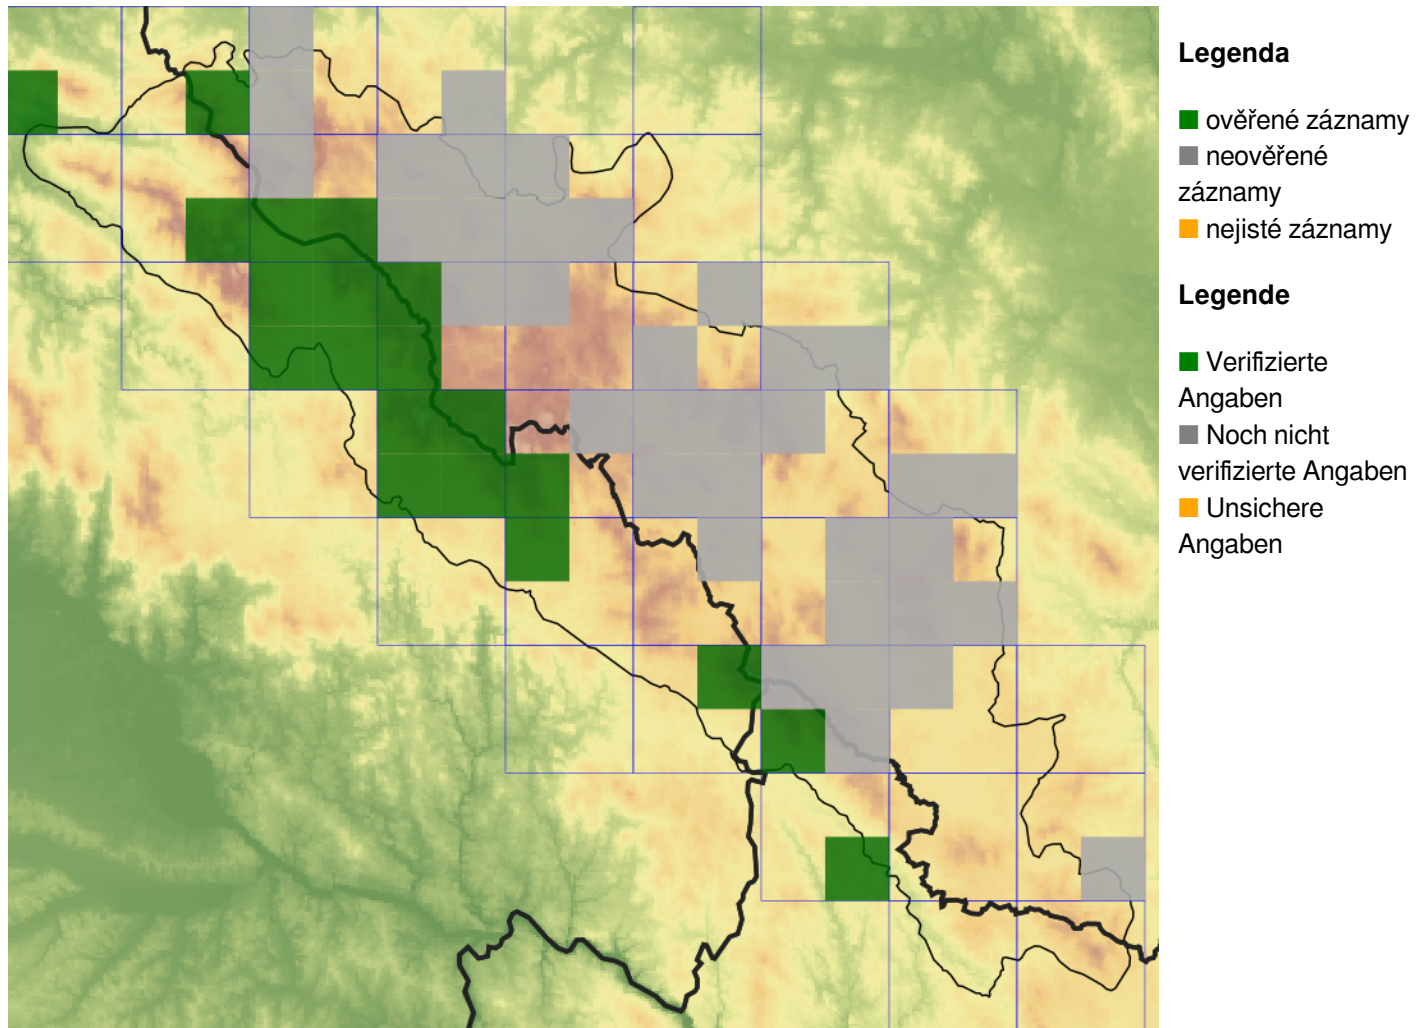 Legenda
ověřené záznamy
neověřené
záznamy
nejisté záznamy
Legende
Verifizierte
Angaben
Noch nicht
verifizierte Angaben
Unsichere
Angaben